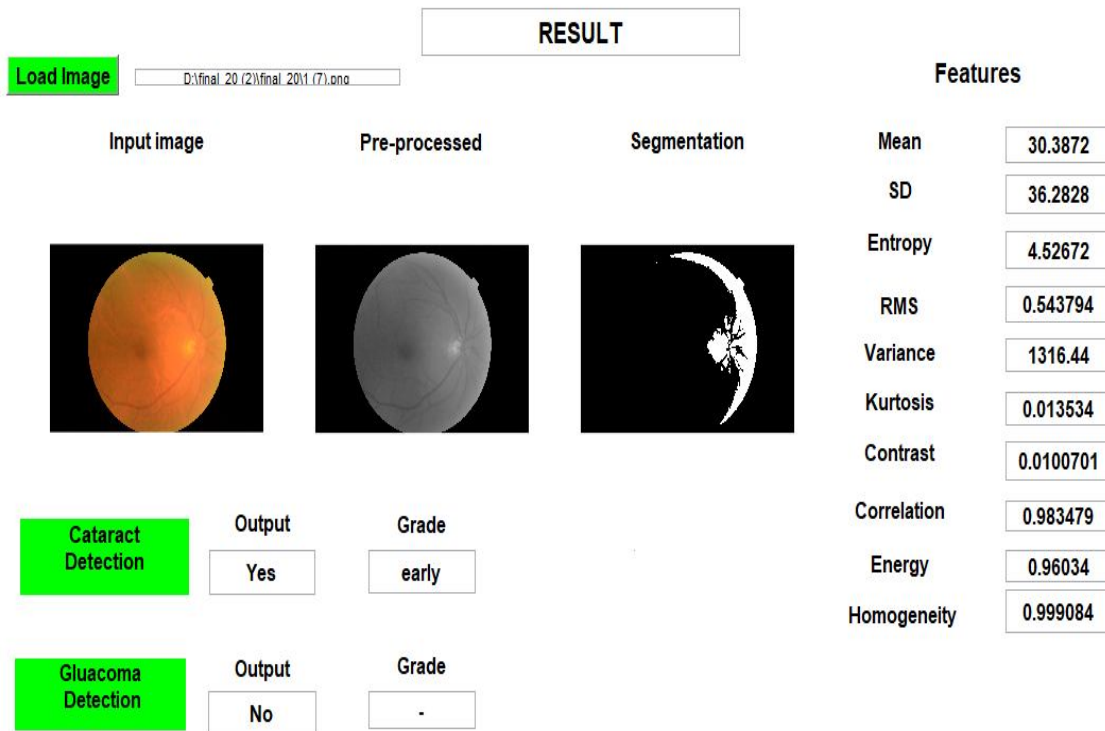 RESULT
Load Image
D:\final_20 (2)\final_20\1 (7).png
Features
Input image
Pre-processed
Segmentation
Mean
30.3872
SD
36.2828
Entropy
4.52672
RMS
0.543794
Variance
1316.44
Kurtosis
0.013534
Contrast
0.0100701
Correlation
0.983479
Energy
0.96034
Homogeneity
0.999084
Cataract
Detection
Output
Yes
Grade
early
Gluacoma
Detection
Output
No
Grade
-